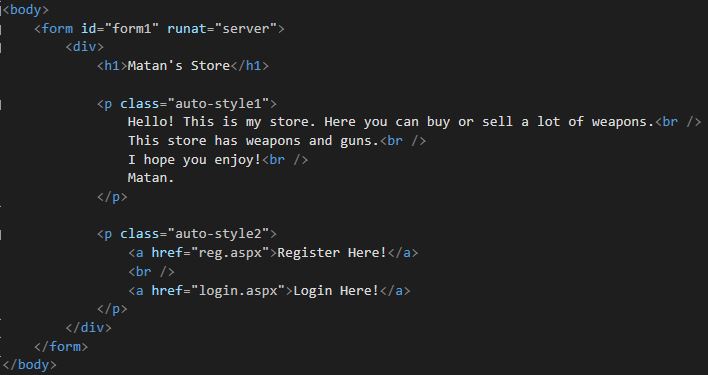 <body>
<form id="form1" runat="server">
<div>
<h1>Matan's Store</h1>
<p class="auto-style1">
Hello! This is my store. Here you can buy or sell a lot of weapons.<br />
This store has weapons and guns.<br />
I hope you enjoy!<br />
Matan.
</p>
<p class="auto-style2">
<a href="reg.aspx">Register Here!</a>
<br />
<a href="login.aspx">Login Here!</a>
</p>
</div>
</form>
</body>